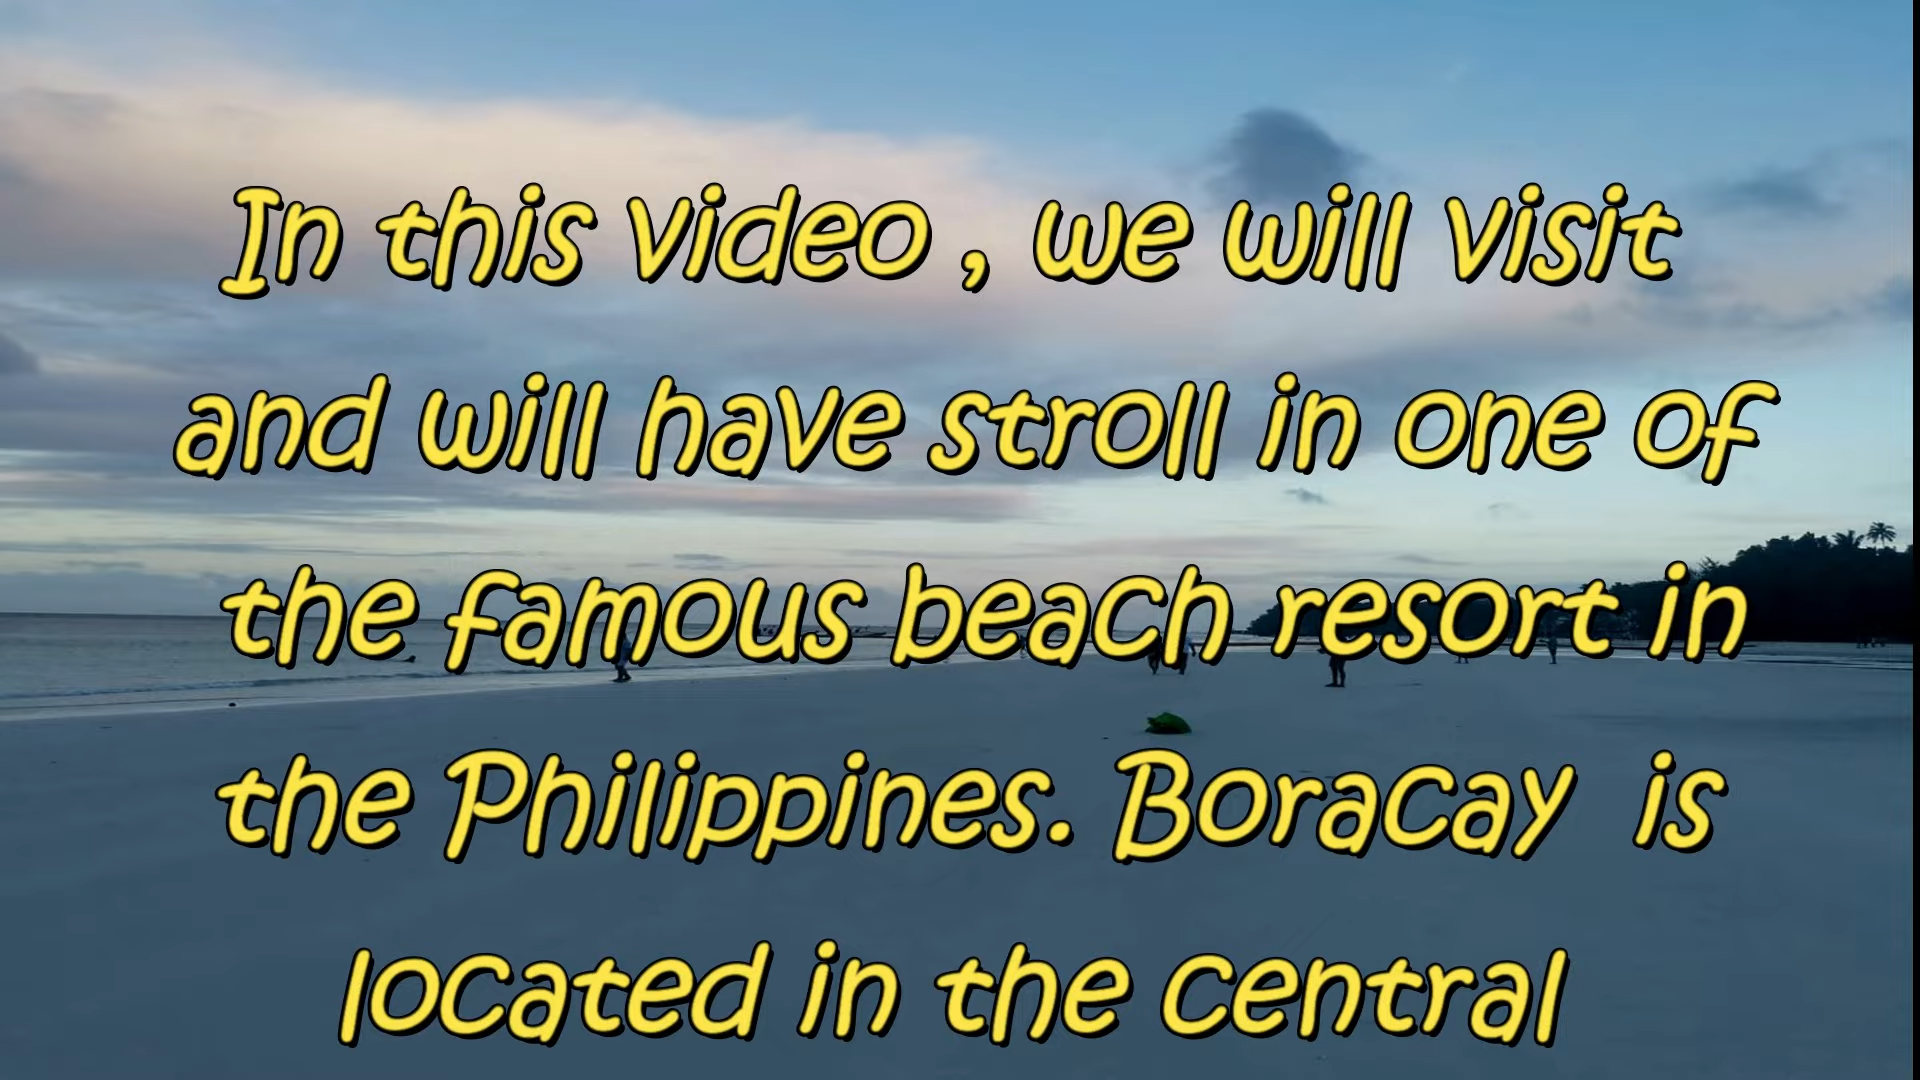 In this video , we will visit
and will have stroll in one of
the famous beach resort in
the Philippines. Boracay  is
located in the central